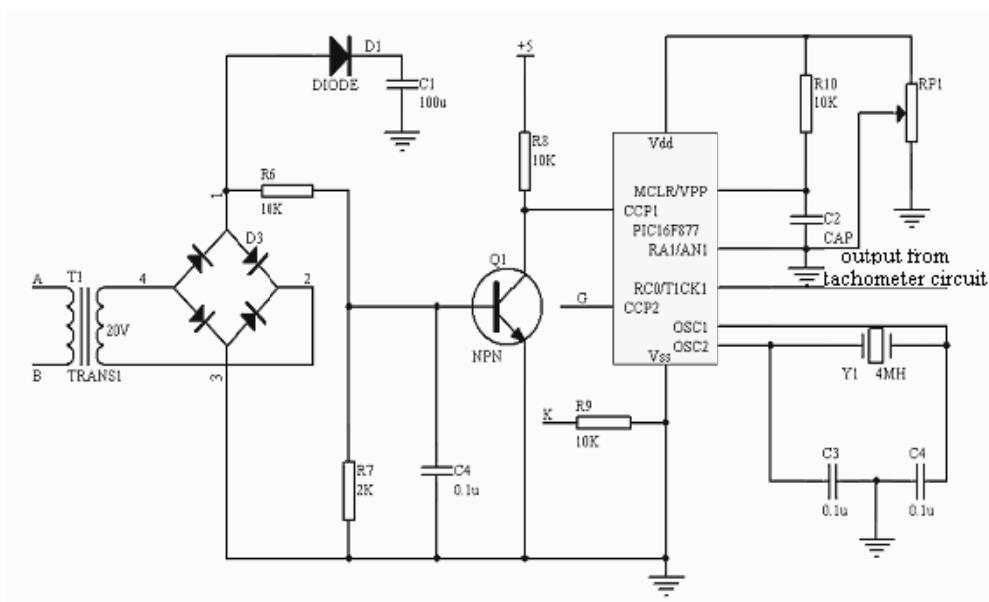 D1
DIODE
C1
100u
+5
R8
10K
R10
10K
RP1
Vdd
MCLR/VPP
CCP1
PIC16F877
RA1/AN1
RC0/T1CK1
CCP2
OSC1
OSC2
Vss
C2
CAP
output from
tachometer circuit
1
R6
10K
D3
A
T1
4
2
20V
B
TRANS1
3
Q1
NPN
G
Y1
4MH
K
R9
10K
R7
2K
C4
0.1u
C3
0.1u
C4
0.1u